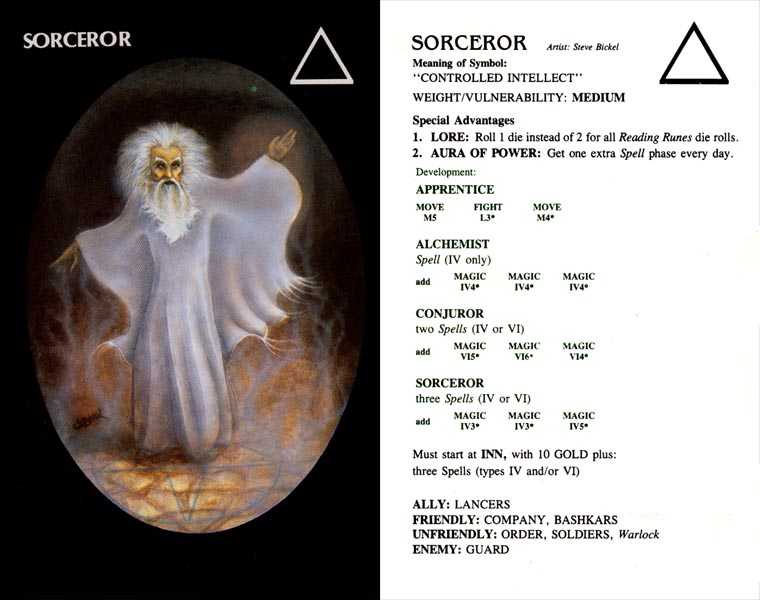 SORCEROR
SORCEROR Artist: Steve Bickel
Meaning of Symbol:
‘‘CONTROLLED INTELLECT’’
WEIGHT/VULNERABILITY: MEDIUM
Special Advantages
1. LORE: Roll 1 die instead of 2 for all Reading Runes die rolls.
2. AURA OF POWER: Get one extra Spell phase every day.
Development:
APPRENTICE
MOVE FIGHT MOVE
M5 L3* M4*
ALCHEMIST
Spell (IV only)
add MAGIC MAGIC MAGIC
IV4* IV4* IV4*
CONJUROR
two Spells (IV or VI)
add MAGIC MAGIC MAGIC
VI5* VI6* VI4*
SORCEROR
three Spells (IV or VI)
add MAGIC MAGIC MAGIC
IV3* IV3* IV5*
Must start at INN, with 10 GOLD plus:
three Spells (types IV and/or VI)
ALLY: LANCERS
FRIENDLY: COMPANY, BASHKARS
UNFRIENDLY: ORDER, SOLDIERS, Warlock
ENEMY: GUARD